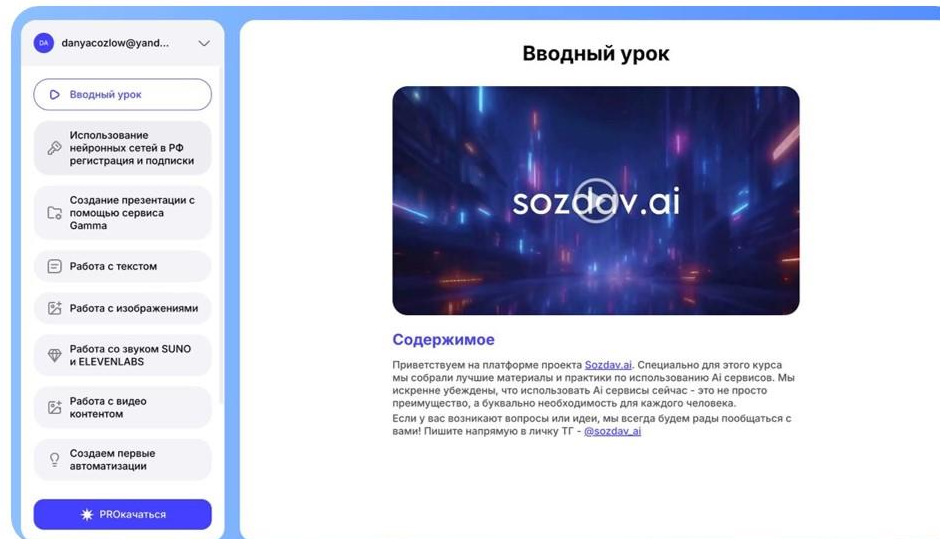 DA
danyacozlow@yand...
Вводный урок
Использование
нейронных сетей в РФ
регистрация и подписки
Создание презентации с
помощью сервиса
Gamma
Работа с текстом
Работа с изображениями
Работа со звуком SUNO
и ELEVENLABS
Работа с видео
контентом
Создаем первые
автоматизации
PROкачаться
Вводный урок
sozdav.ai
Содержимое
Приветствуем на платформе проекта Sozdav.ai. Специально для этого курса
мы собрали лучшие материалы и практики по использованию Ai сервисов. Мы
искренне убеждены, что использовать Ai сервисы сейчас - это не просто
преимущество, а буквально необходимость для каждого человека.
Если у вас возникают вопросы или идеи, мы всегда будем рады пообщаться с
вами! Пишите напрямую в личку ТГ - @sozdav_ai